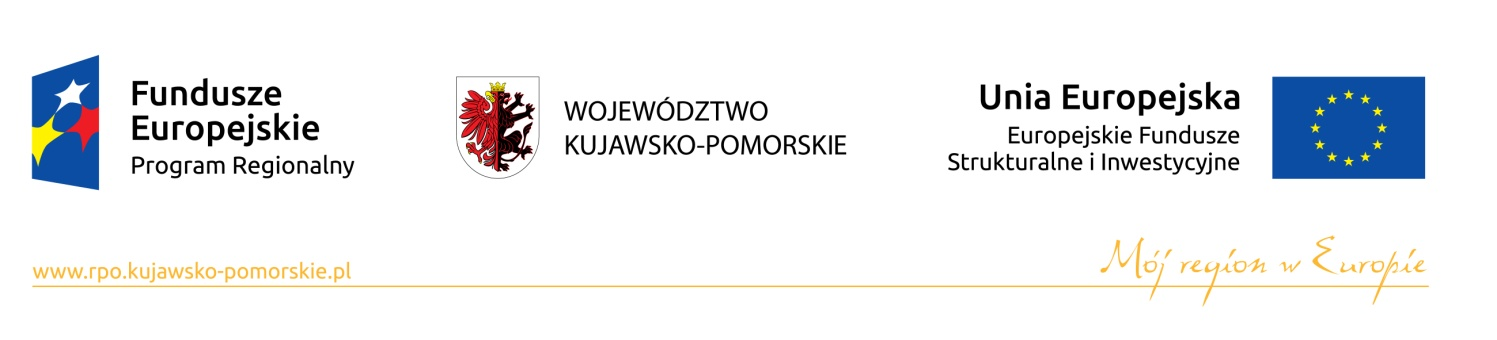 Fundusze
Europejskie
Program Regionalny
WOJEWÓDZTWO
KUJAWSKO-POMORSKIE
Unia Europejska
Europejskie Fundusze
Strukturalne i Inwestycyjne
www.rpo.kujawsko-pomorskie.pl
Mój region w Europie